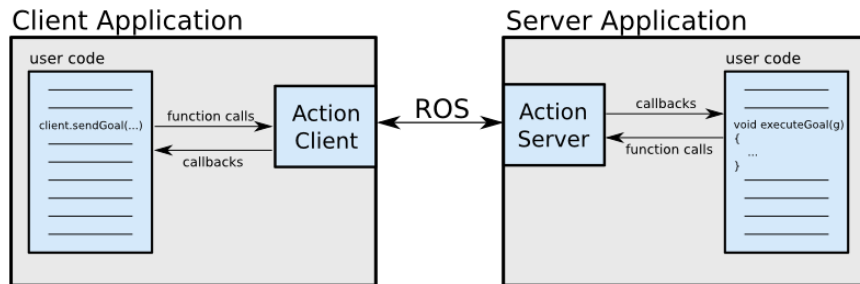 Client Application
user code
client.sendGoal(...)
function calls
callbacks
Action
Client
ROS
Server Application
Action
Server
callbacks
function calls
user code
void executeGoal(g)
{
...
}